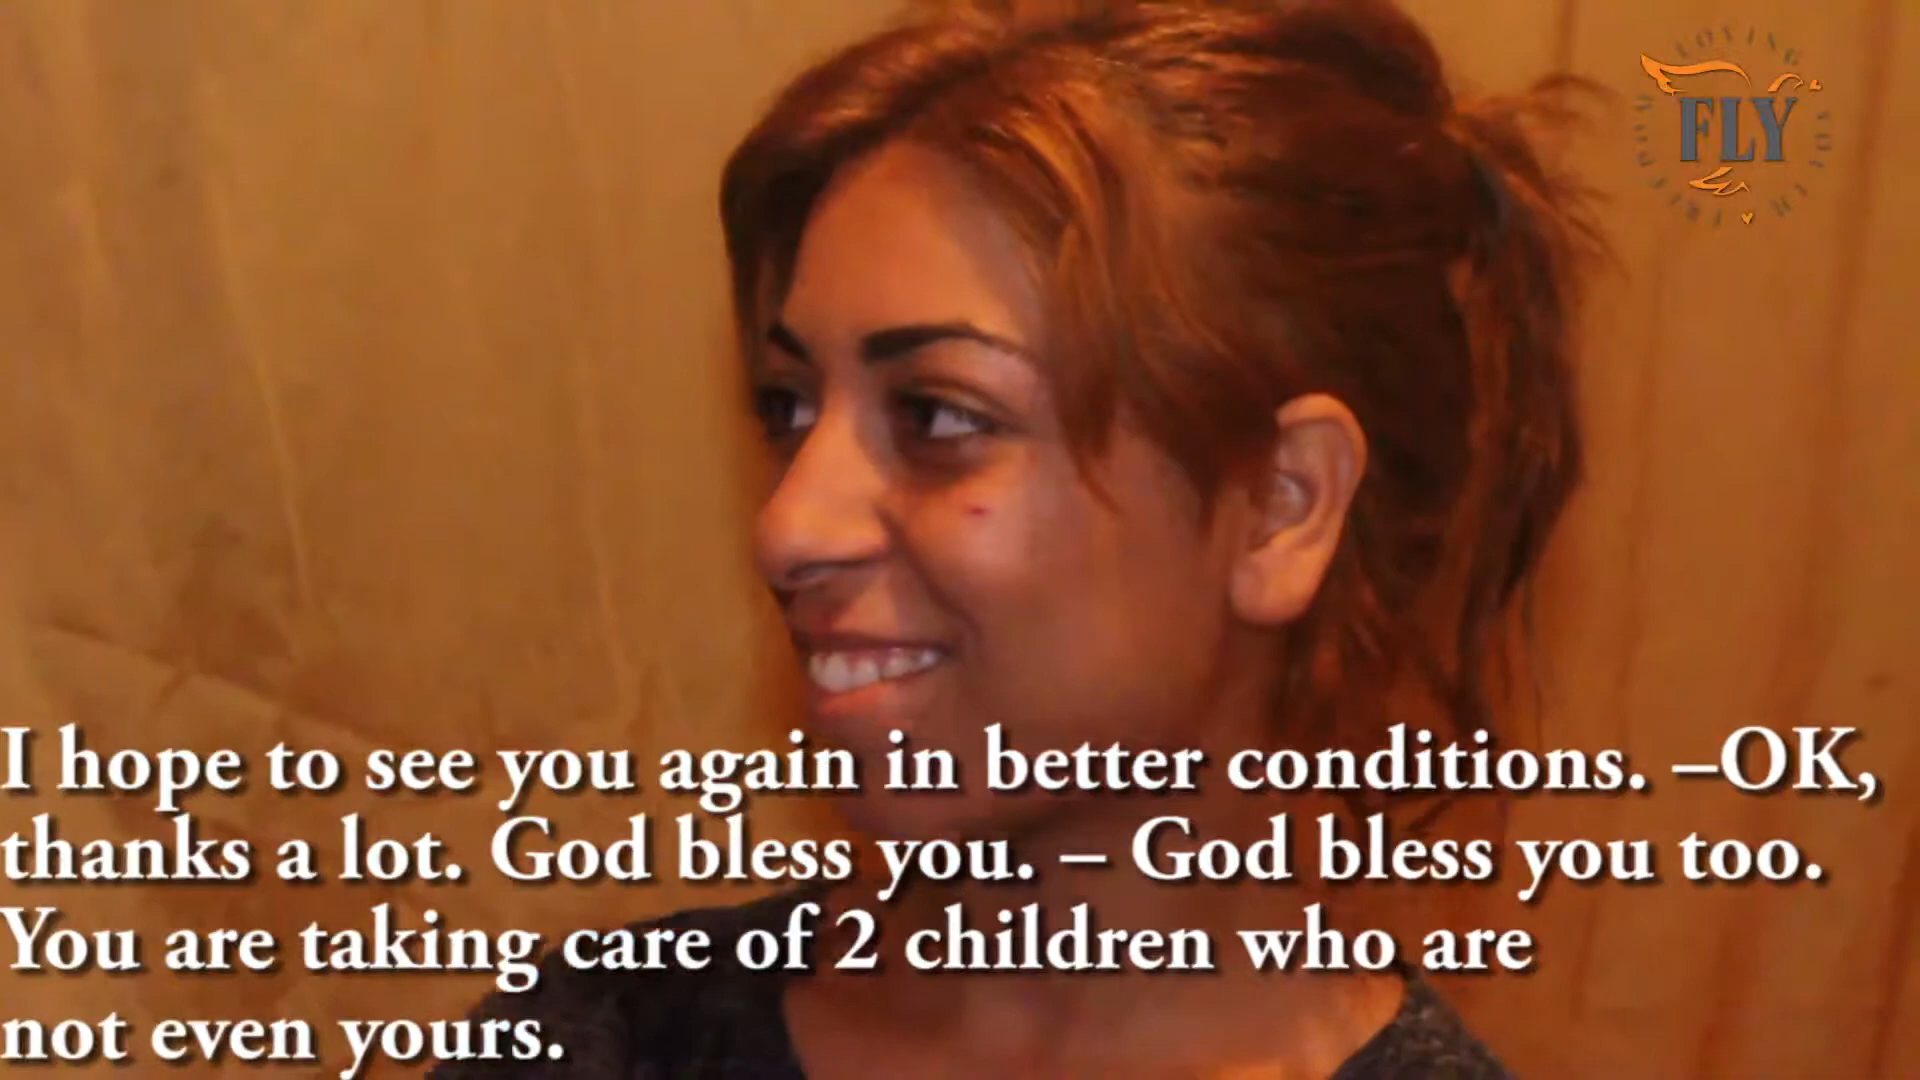 LOVING
FLY
I hope to see you again in better conditions. –OK,
thanks a lot. God bless you. – God bless you too.
You are taking care of 2 children who are
not even yours.